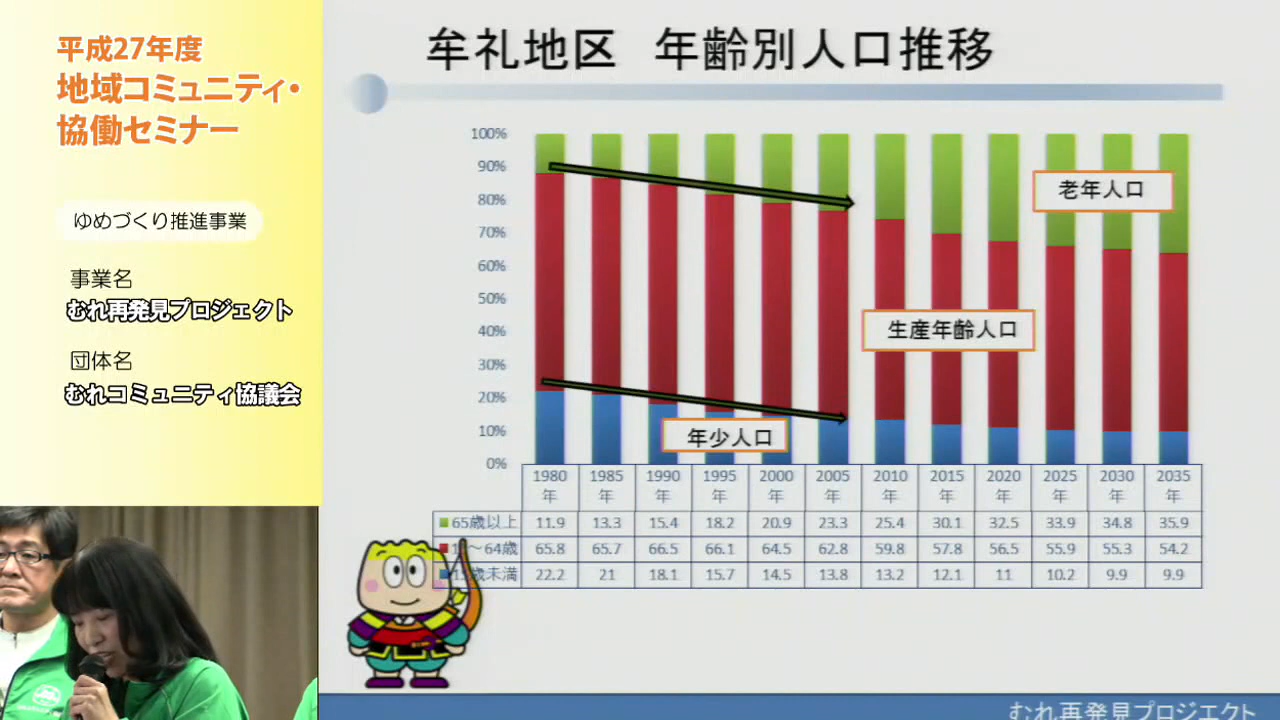 平成27年度
地域コミュニティ・
協働セミナー
ゆめづくり推進事業
事業名
むれ再発見プロジェクト
団体名
むれコミュニティ協議会
牟礼地区 年齢別人口推移
100%
90%
80%
70%
60%
50%
40%
30%
20%
10%
0%
老年人口
生産年齢人口
年少人口
1980年 1985年 1990年 1995年 2000年 2005年 2010年 2015年 2020年 2025年 2030年 2035年
65歳以上 11.9 13.3 15.4 18.2 20.9 23.3 25.4 30.1 32.5 33.9 34.8 35.9
～64歳 65.8 65.7 66.5 66.1 64.5 62.8 59.8 57.8 56.5 55.9 55.3 54.2
歳未満 22.2 21 18.1 15.7 14.5 13.8 13.2 12.1 11 10.2 9.9 9.9
むれ再発見プロジェクト